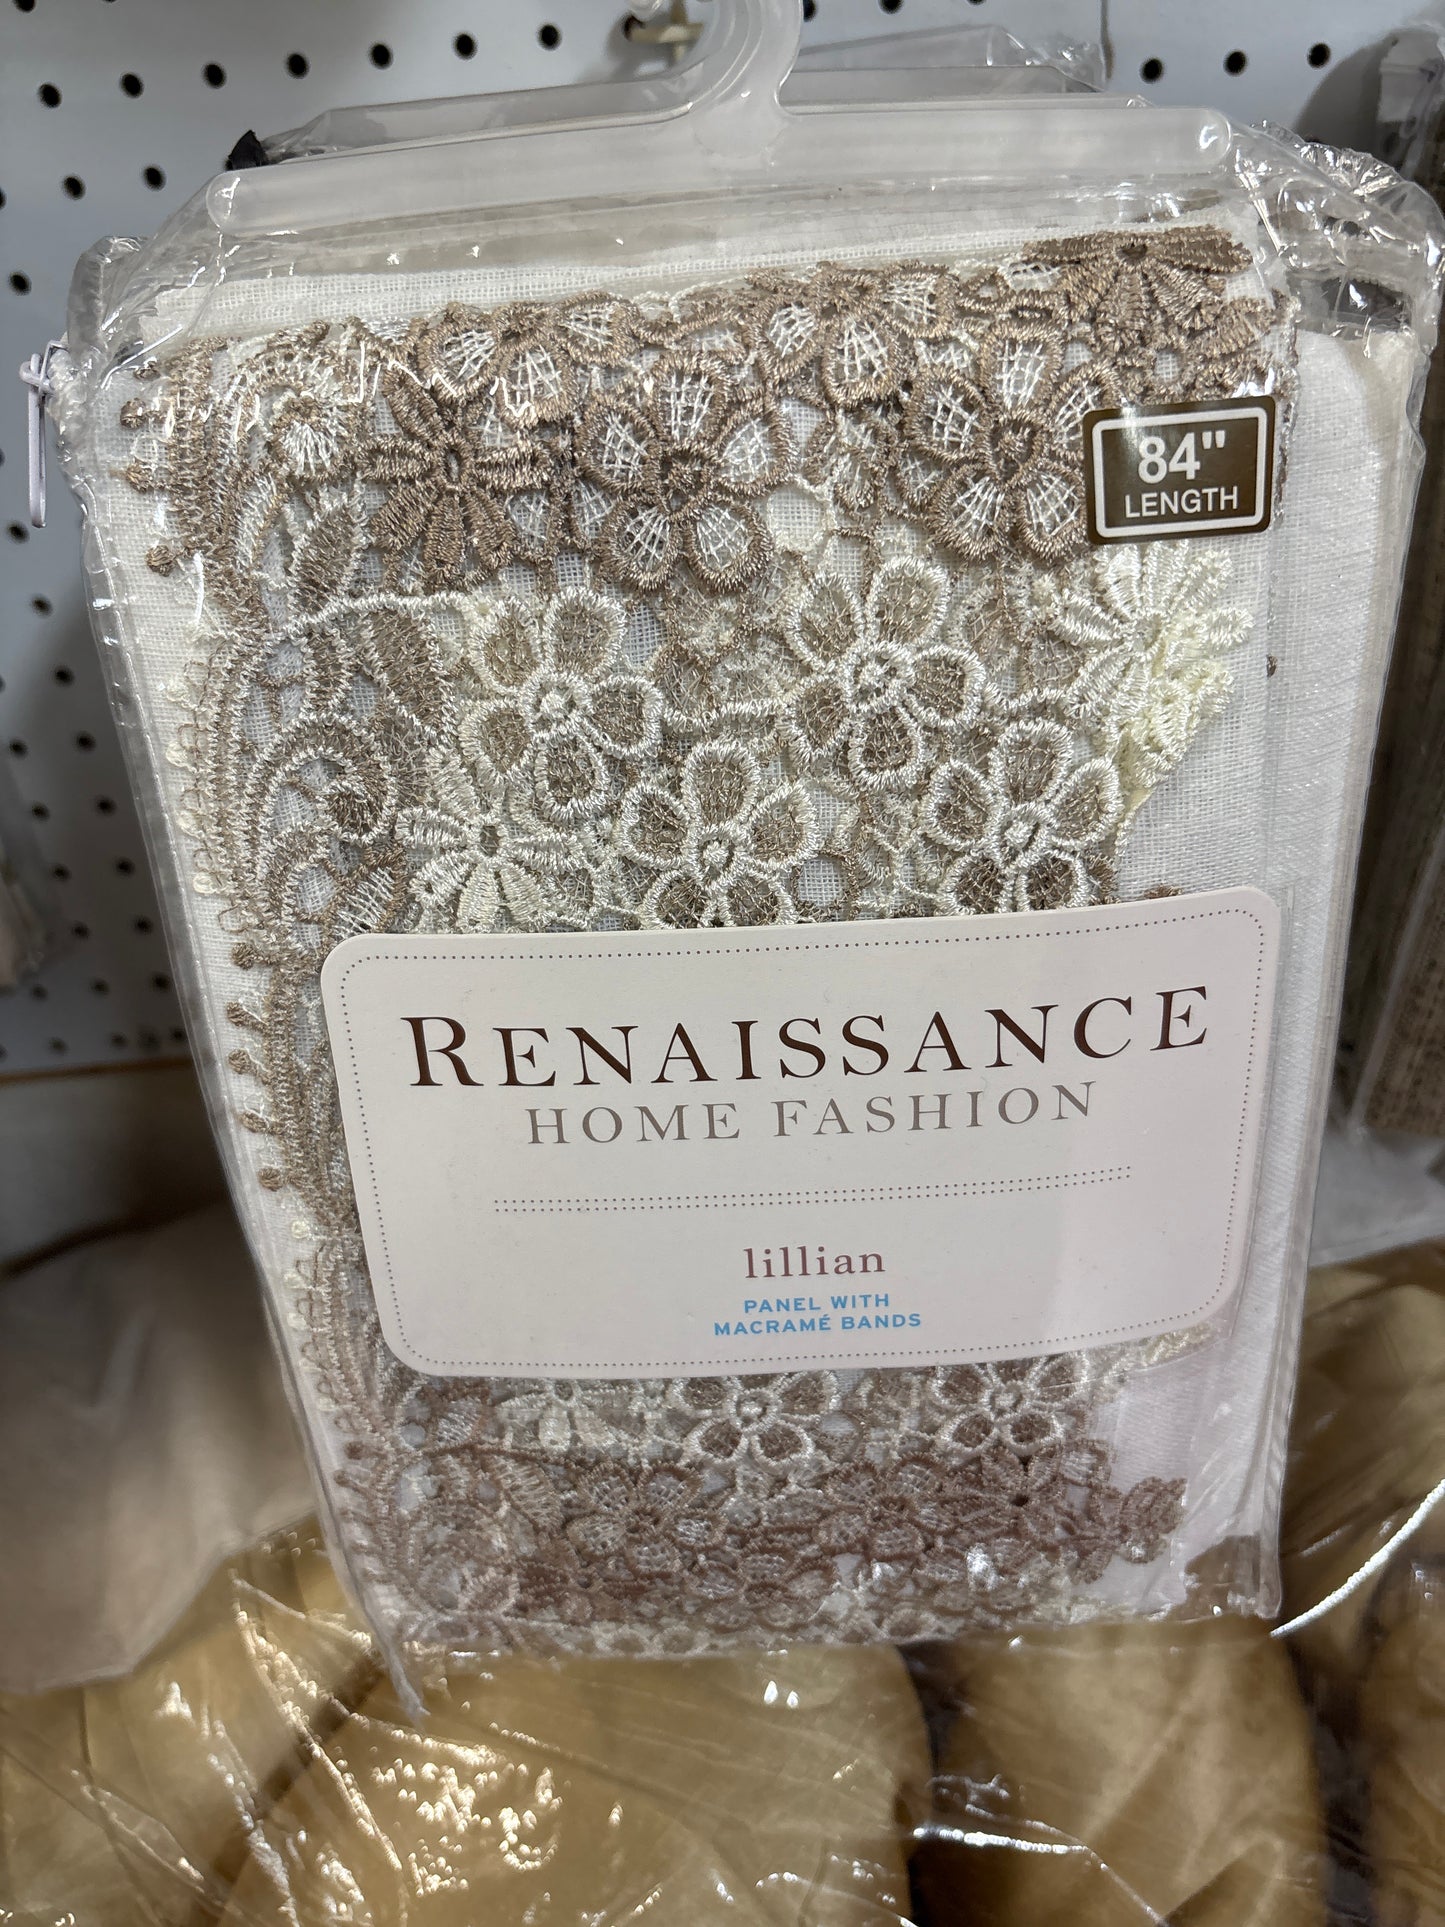 84"
LENGTH
RENAISSANCE
HOME FASHION
lillian
PANEL WITH
MACRAMÉ BANDS